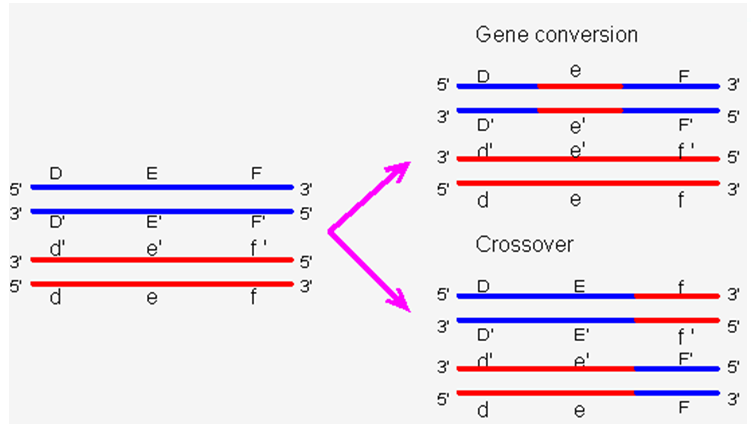 Gene conversion
D e F
5' 3'
3' 5'
D' e' F'
d' e' f '
3' 5'
5' 3'
d e f
D E F
5' 3'
3' 5'
D' E' F'
d' e' f '
3' 5'
5' 3'
d e f
Crossover
D E f
5' 3'
3' 5'
D' E' f '
d' e' F'
3' 5'
5' 3'
d e F